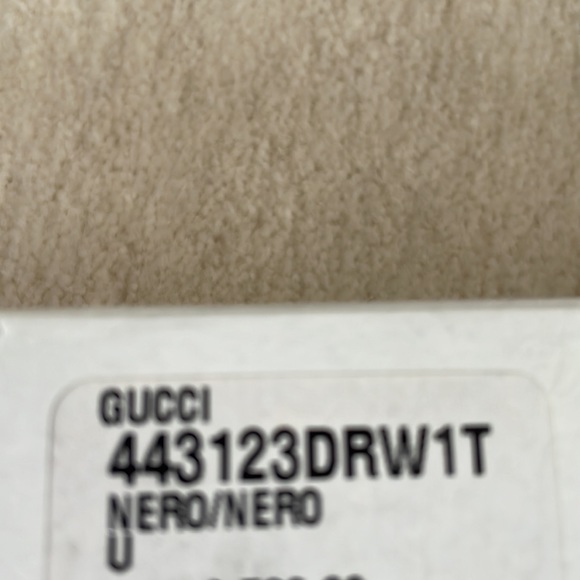 GUCCI
443123DRW1T
NERO/NERO
U